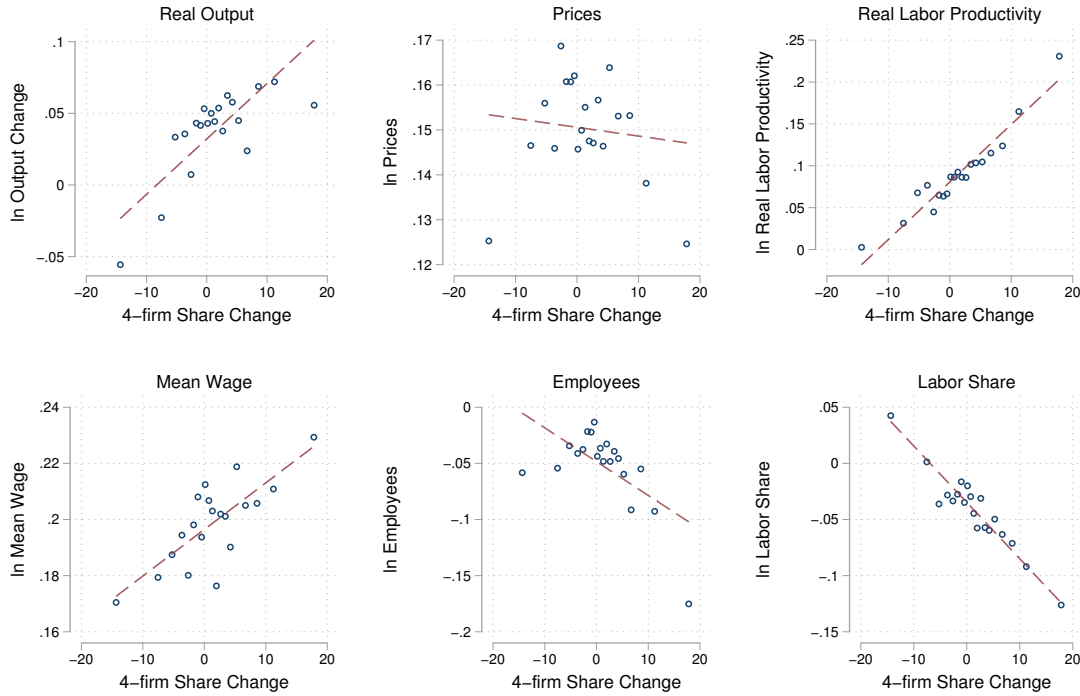 Real Output
ln Output Change
.1
.05
0
−.05
−20 −10 0 10 20
4−firm Share Change
Prices
ln Prices
.17
.16
.15
.14
.13
.12
−20 −10 0 10 20
4−firm Share Change
Real Labor Productivity
ln Real Labor Productivity
.25
.2
.15
.1
.05
0
−20 −10 0 10 20
4−firm Share Change
Mean Wage
ln Mean Wage
.24
.22
.2
.18
.16
−20 −10 0 10 20
4−firm Share Change
Employees
ln Employees
0
−.05
−.1
−.15
−.2
−20 −10 0 10 20
4−firm Share Change
Labor Share
ln Labor Share
.05
0
−.05
−.1
−.15
−20 −10 0 10 20
4−firm Share Change